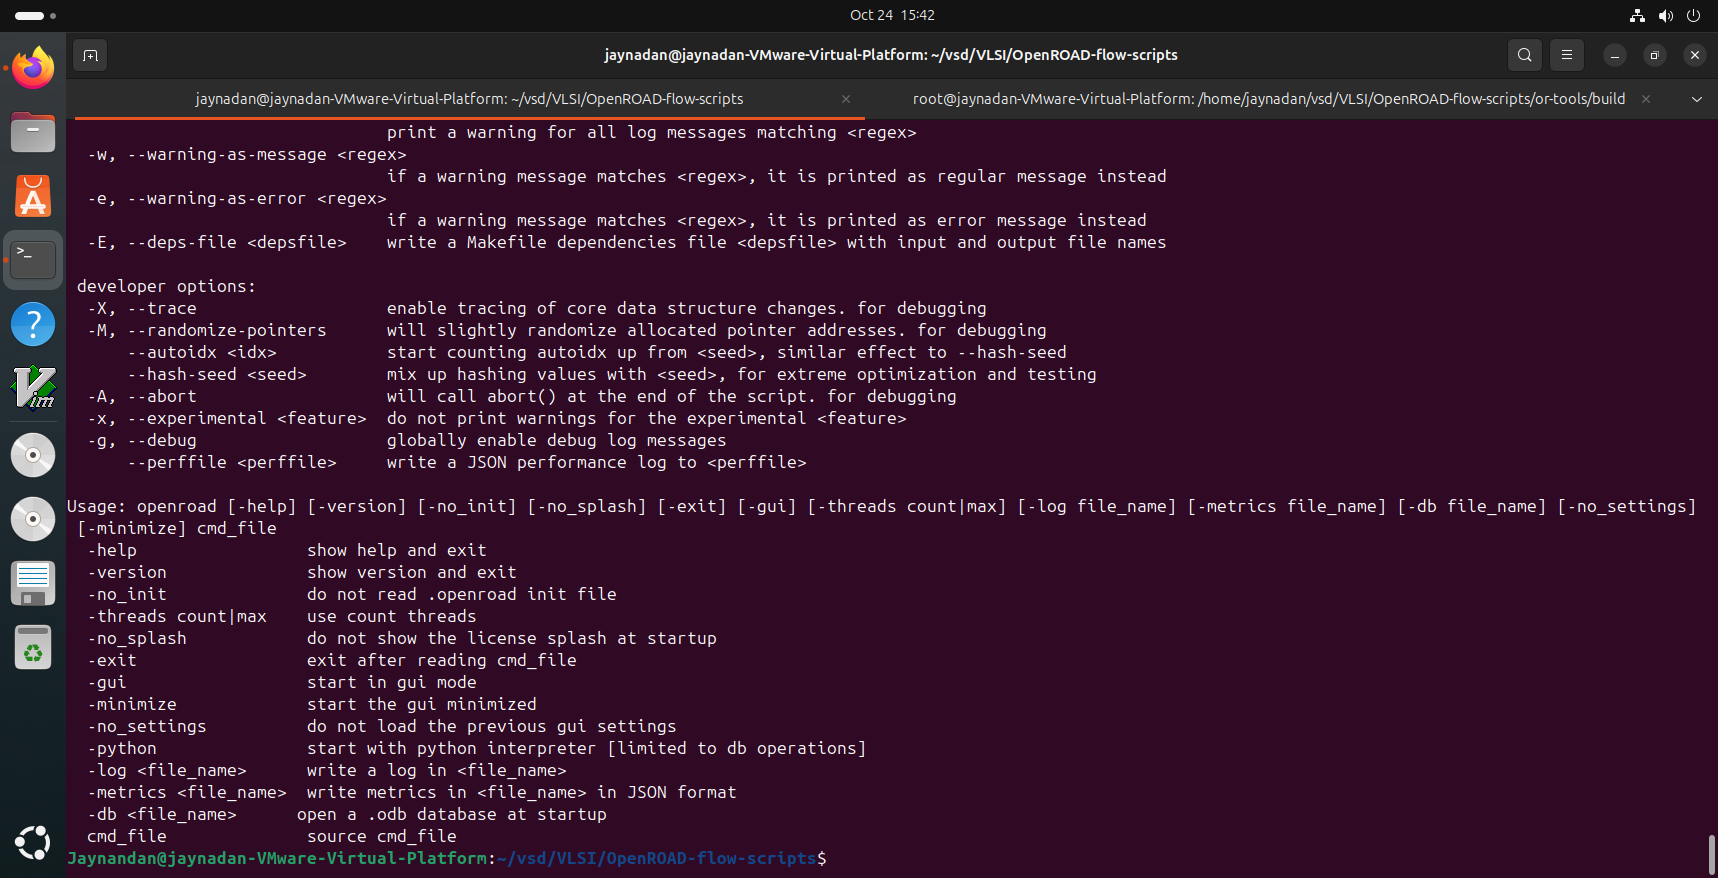 Oct 24 15:42
jaynadan@jaynadan-VMware-Virtual-Platform: ~/vsd/VLSI/OpenROAD-flow-scripts
jaynadan@jaynadan-VMware-Virtual-Platform: ~/vsd/VLSI/OpenROAD-flow-scripts
root@jaynadan-VMware-Virtual-Platform: /home/jaynadan/vsd/VLSI/OpenROAD-flow-scripts/or-tools/build
print a warning for all log messages matching <regex>
-w, --warning-as-message <regex>
if a warning message matches <regex>, it is printed as regular message instead
-e, --warning-as-error <regex>
if a warning message matches <regex>, it is printed as error message instead
-E, --deps-file <depsfile>    write a Makefile dependencies file <depsfile> with input and output file names
developer options:
-X, --trace                   enable tracing of core data structure changes. for debugging
-M, --randomize-pointers      will slightly randomize allocated pointer addresses. for debugging
--autoidx <idx>           start counting autoidx up from <seed>, similar effect to --hash-seed
--hash-seed <seed>        mix up hashing values with <seed>, for extreme optimization and testing
-A, --abort                   will call abort() at the end of the script. for debugging
-x, --experimental <feature>  do not print warnings for the experimental <feature>
-g, --debug                   globally enable debug log messages
--perffile <perffile>     write a JSON performance log to <perffile>
Usage: openroad [-help] [-version] [-no_init] [-no_splash] [-exit] [-gui] [-threads count|max] [-log file_name] [-metrics file_name] [-db file_name] [-no_settings]
[-minimize] cmd_file
-help                 show help and exit
-version              show version and exit
-no_init              do not read .openroad init file
-threads count|max    use count threads
-no_splash            do not show the license splash at startup
-exit                 exit after reading cmd_file
-gui                  start in gui mode
-minimize             start the gui minimized
-no_settings          do not load the previous gui settings
-python               start with python interpreter [limited to db operations]
-log <file_name>      write a log in <file_name>
-metrics <file_name>  write metrics in <file_name> in JSON format
-db <file_name>      open a .odb database at startup
cmd_file              source cmd_file
Jaynandan@jaynadan-VMware-Virtual-Platform:~/vsd/VLSI/OpenROAD-flow-scripts$